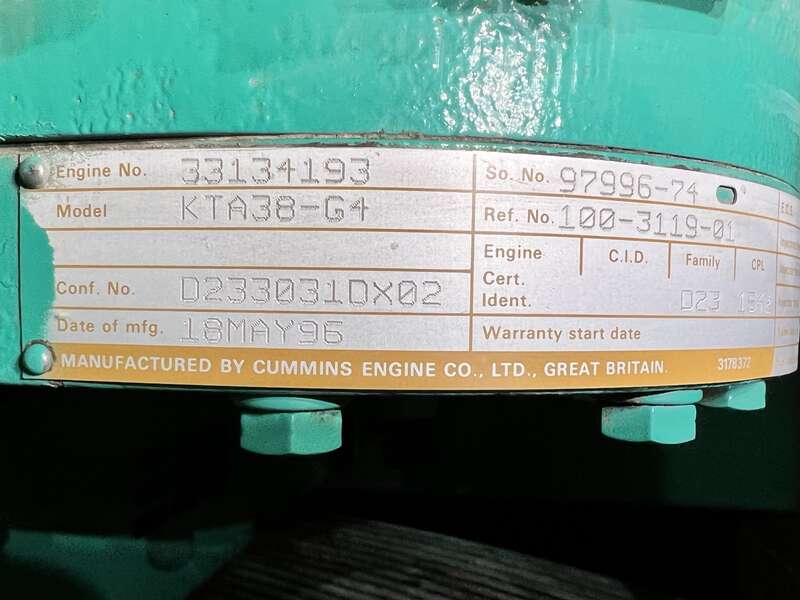 Engine No. 33134193
Model KTA38-G4
Conf. No. D233031DX02
Date of mfg. 18MAY96
So. No. 97996-74
Ref. No. 100-3119-01
Engine Cert. Ident. C.I.D. Family CPL
D23
Warranty start date
MANUFACTURED BY CUMMINS ENGINE CO., LTD., GREAT BRITAIN. 3178372